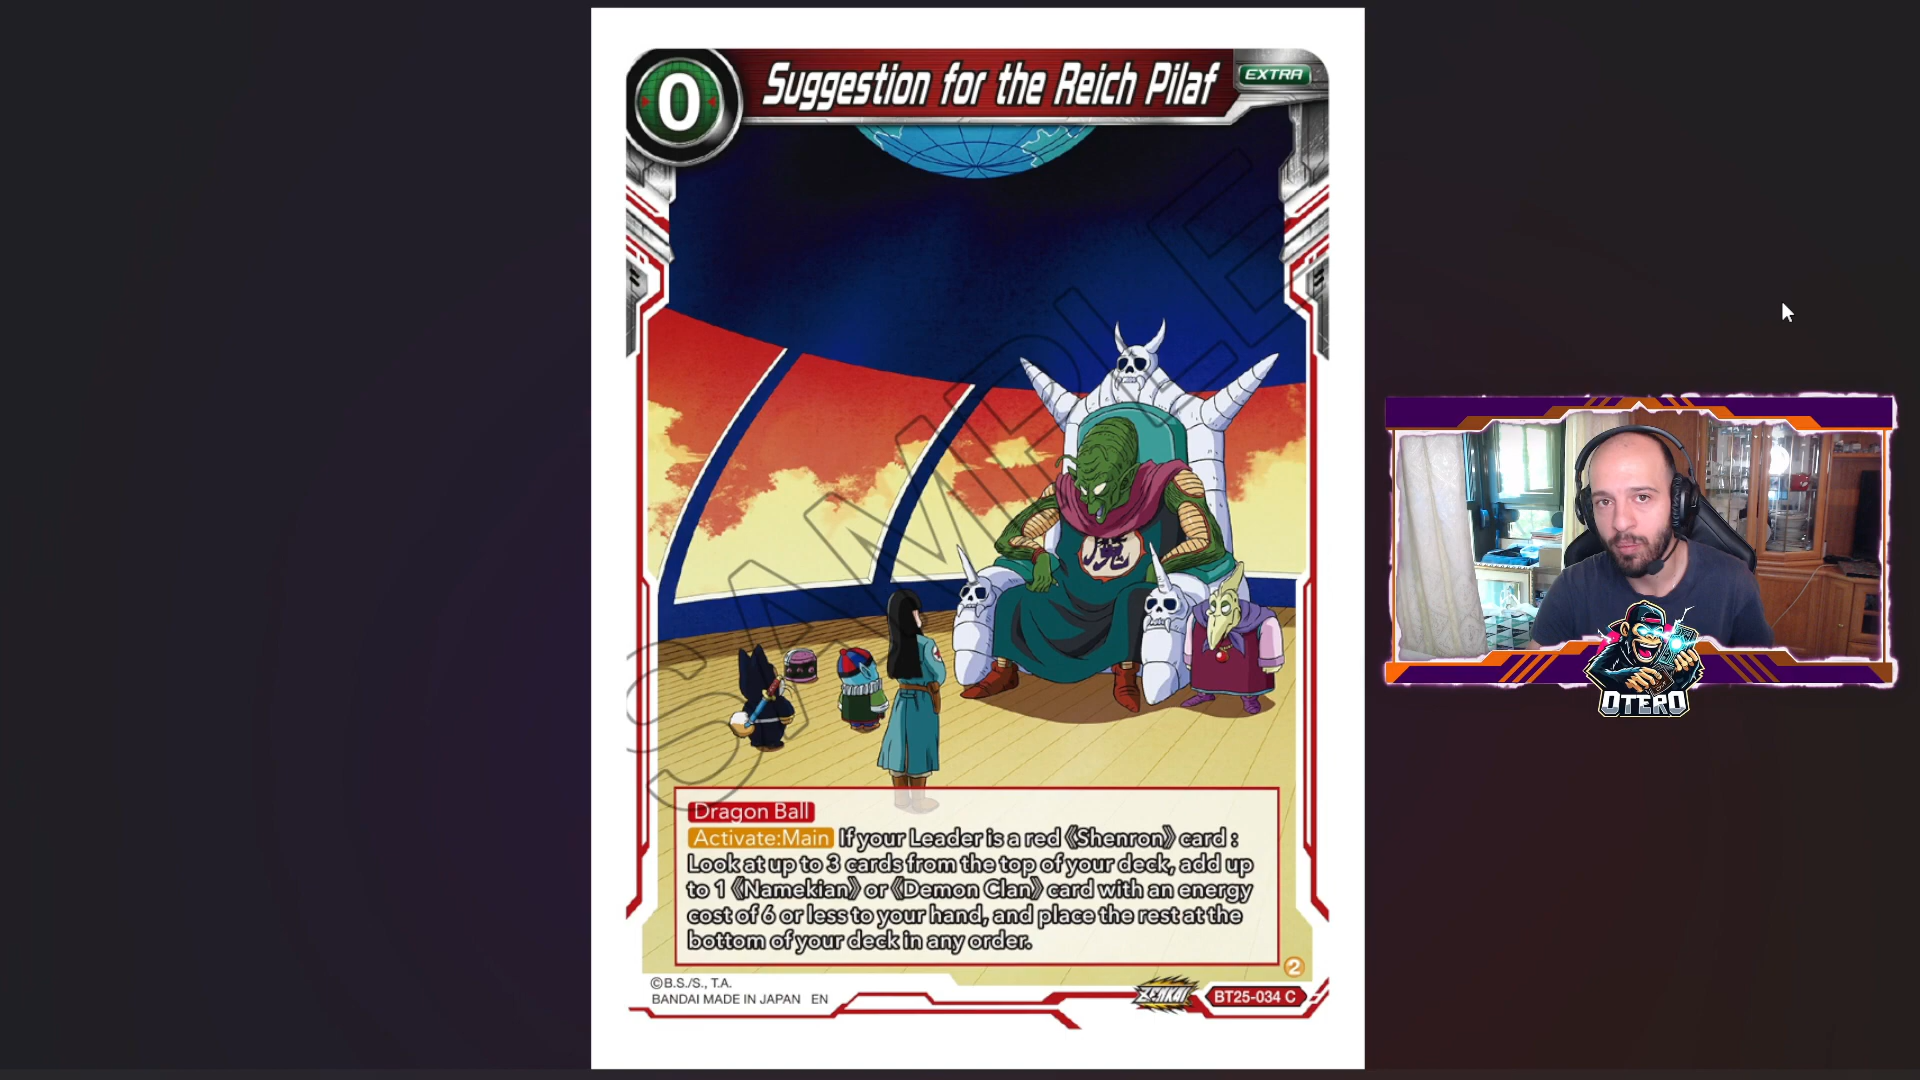 0
Suggestion for the Reich Pilaf
EXTRA
SAMPLE
Dragon Ball
Activate:Main If your Leader is a red 《Shenron》 card :
Look at up to 3 cards from the top of your deck, add up
to 1 《Namekian》 or 《Demon Clan》 card with an energy
cost of 6 or less to your hand, and place the rest at the
bottom of your deck in any order.
2
©B.S./S., T.A.
BANDAI MADE IN JAPAN EN
ZENKAI
BT25-034 C
OTERO